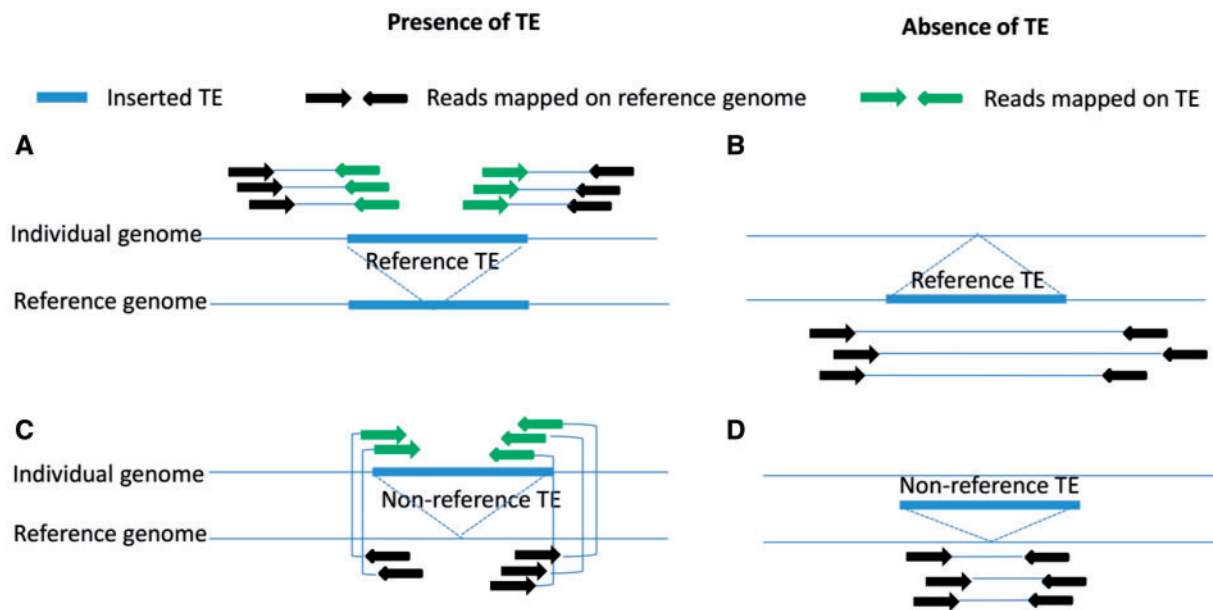 Presence of TE
Absence of TE
Inserted TE
Reads mapped on reference genome
Reads mapped on TE
A
B
Individual genome
Reference TE
Reference TE
Reference genome
C
D
Individual genome
Non-reference TE
Non-reference TE
Reference genome